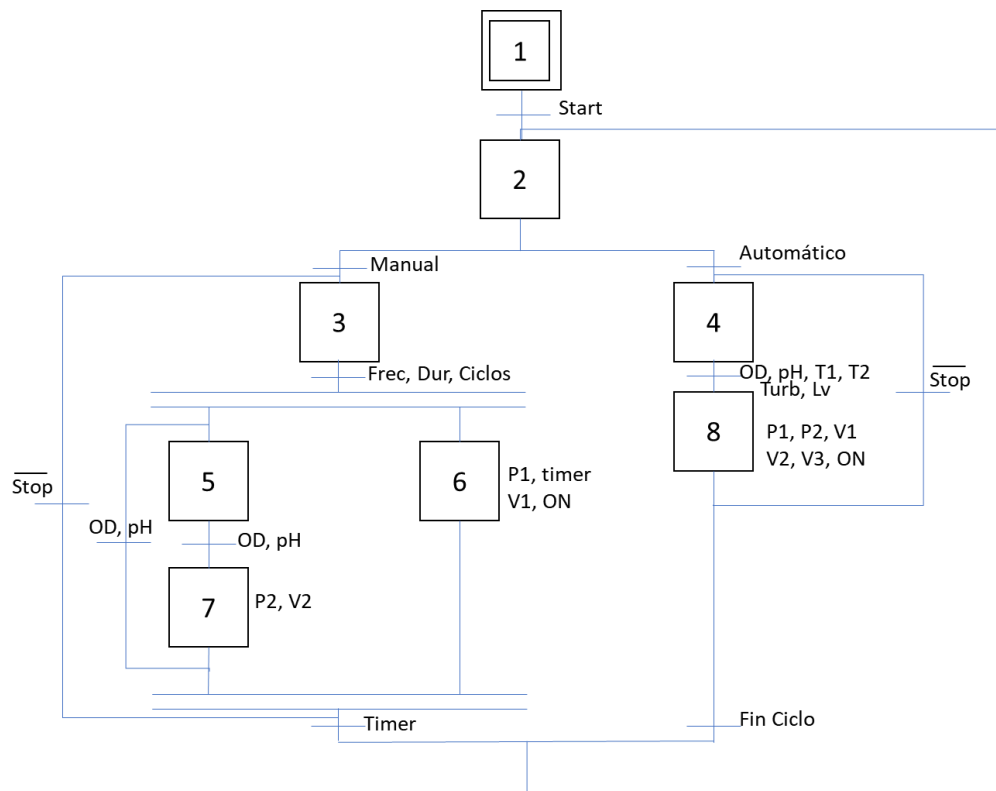 1
Start
2
Automático
Manual
3
4
Frec, Dur, Ciclos
OD, pH, T1, T2
Turb, Lv
Stop
8
P1, P2, V1
V2, V3, ON
Stop
5
6
P1, timer
V1, ON
OD, pH
OD, pH
7
P2, V2
Timer
Fin Ciclo